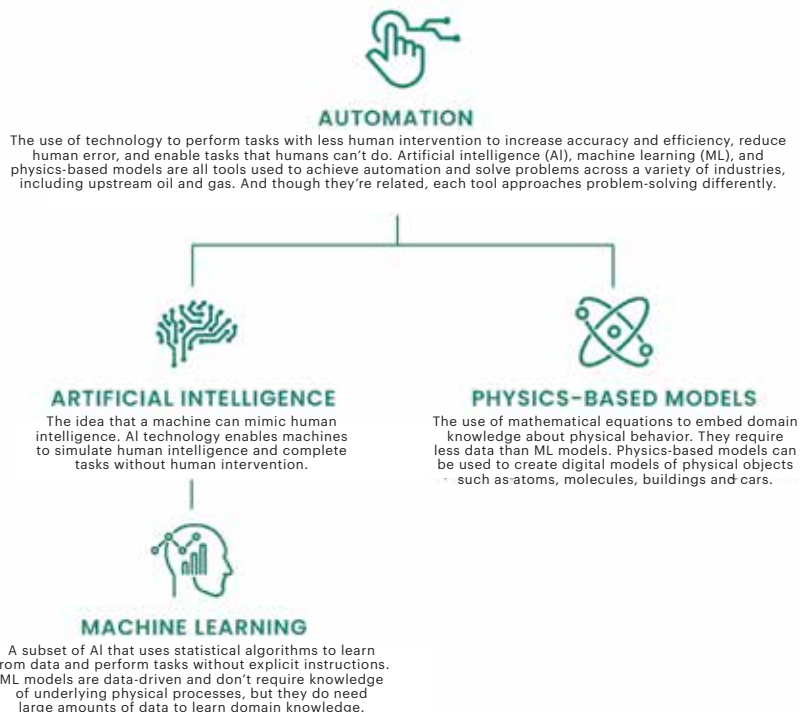 AUTOMATION
The use of technology to perform tasks with less human intervention to increase accuracy and efficiency, reduce
human error, and enable tasks that humans can't do. Artificial intelligence (AI), machine learning (ML), and
physics-based models are all tools used to achieve automation and solve problems across a variety of industries,
including upstream oil and gas. And though they're related, each tool approaches problem-solving differently.
ARTIFICIAL INTELLIGENCE
The idea that a machine can mimic human
intelligence. AI technology enables machines
to simulate human intelligence and complete
tasks without human intervention.
PHYSICS-BASED MODELS
The use of mathematical equations to embed domain
knowledge about physical behavior. They require
less data than ML models. Physics-based models can
be used to create digital models of physical objects
such as atoms, molecules, buildings and cars.
MACHINE LEARNING
A subset of AI that uses statistical algorithms to learn
rom data and perform tasks without explicit instructions.
ML models are data-driven and don't require knowledge
of underlying physical processes, but they do need
large amounts of data to learn domain knowledge.